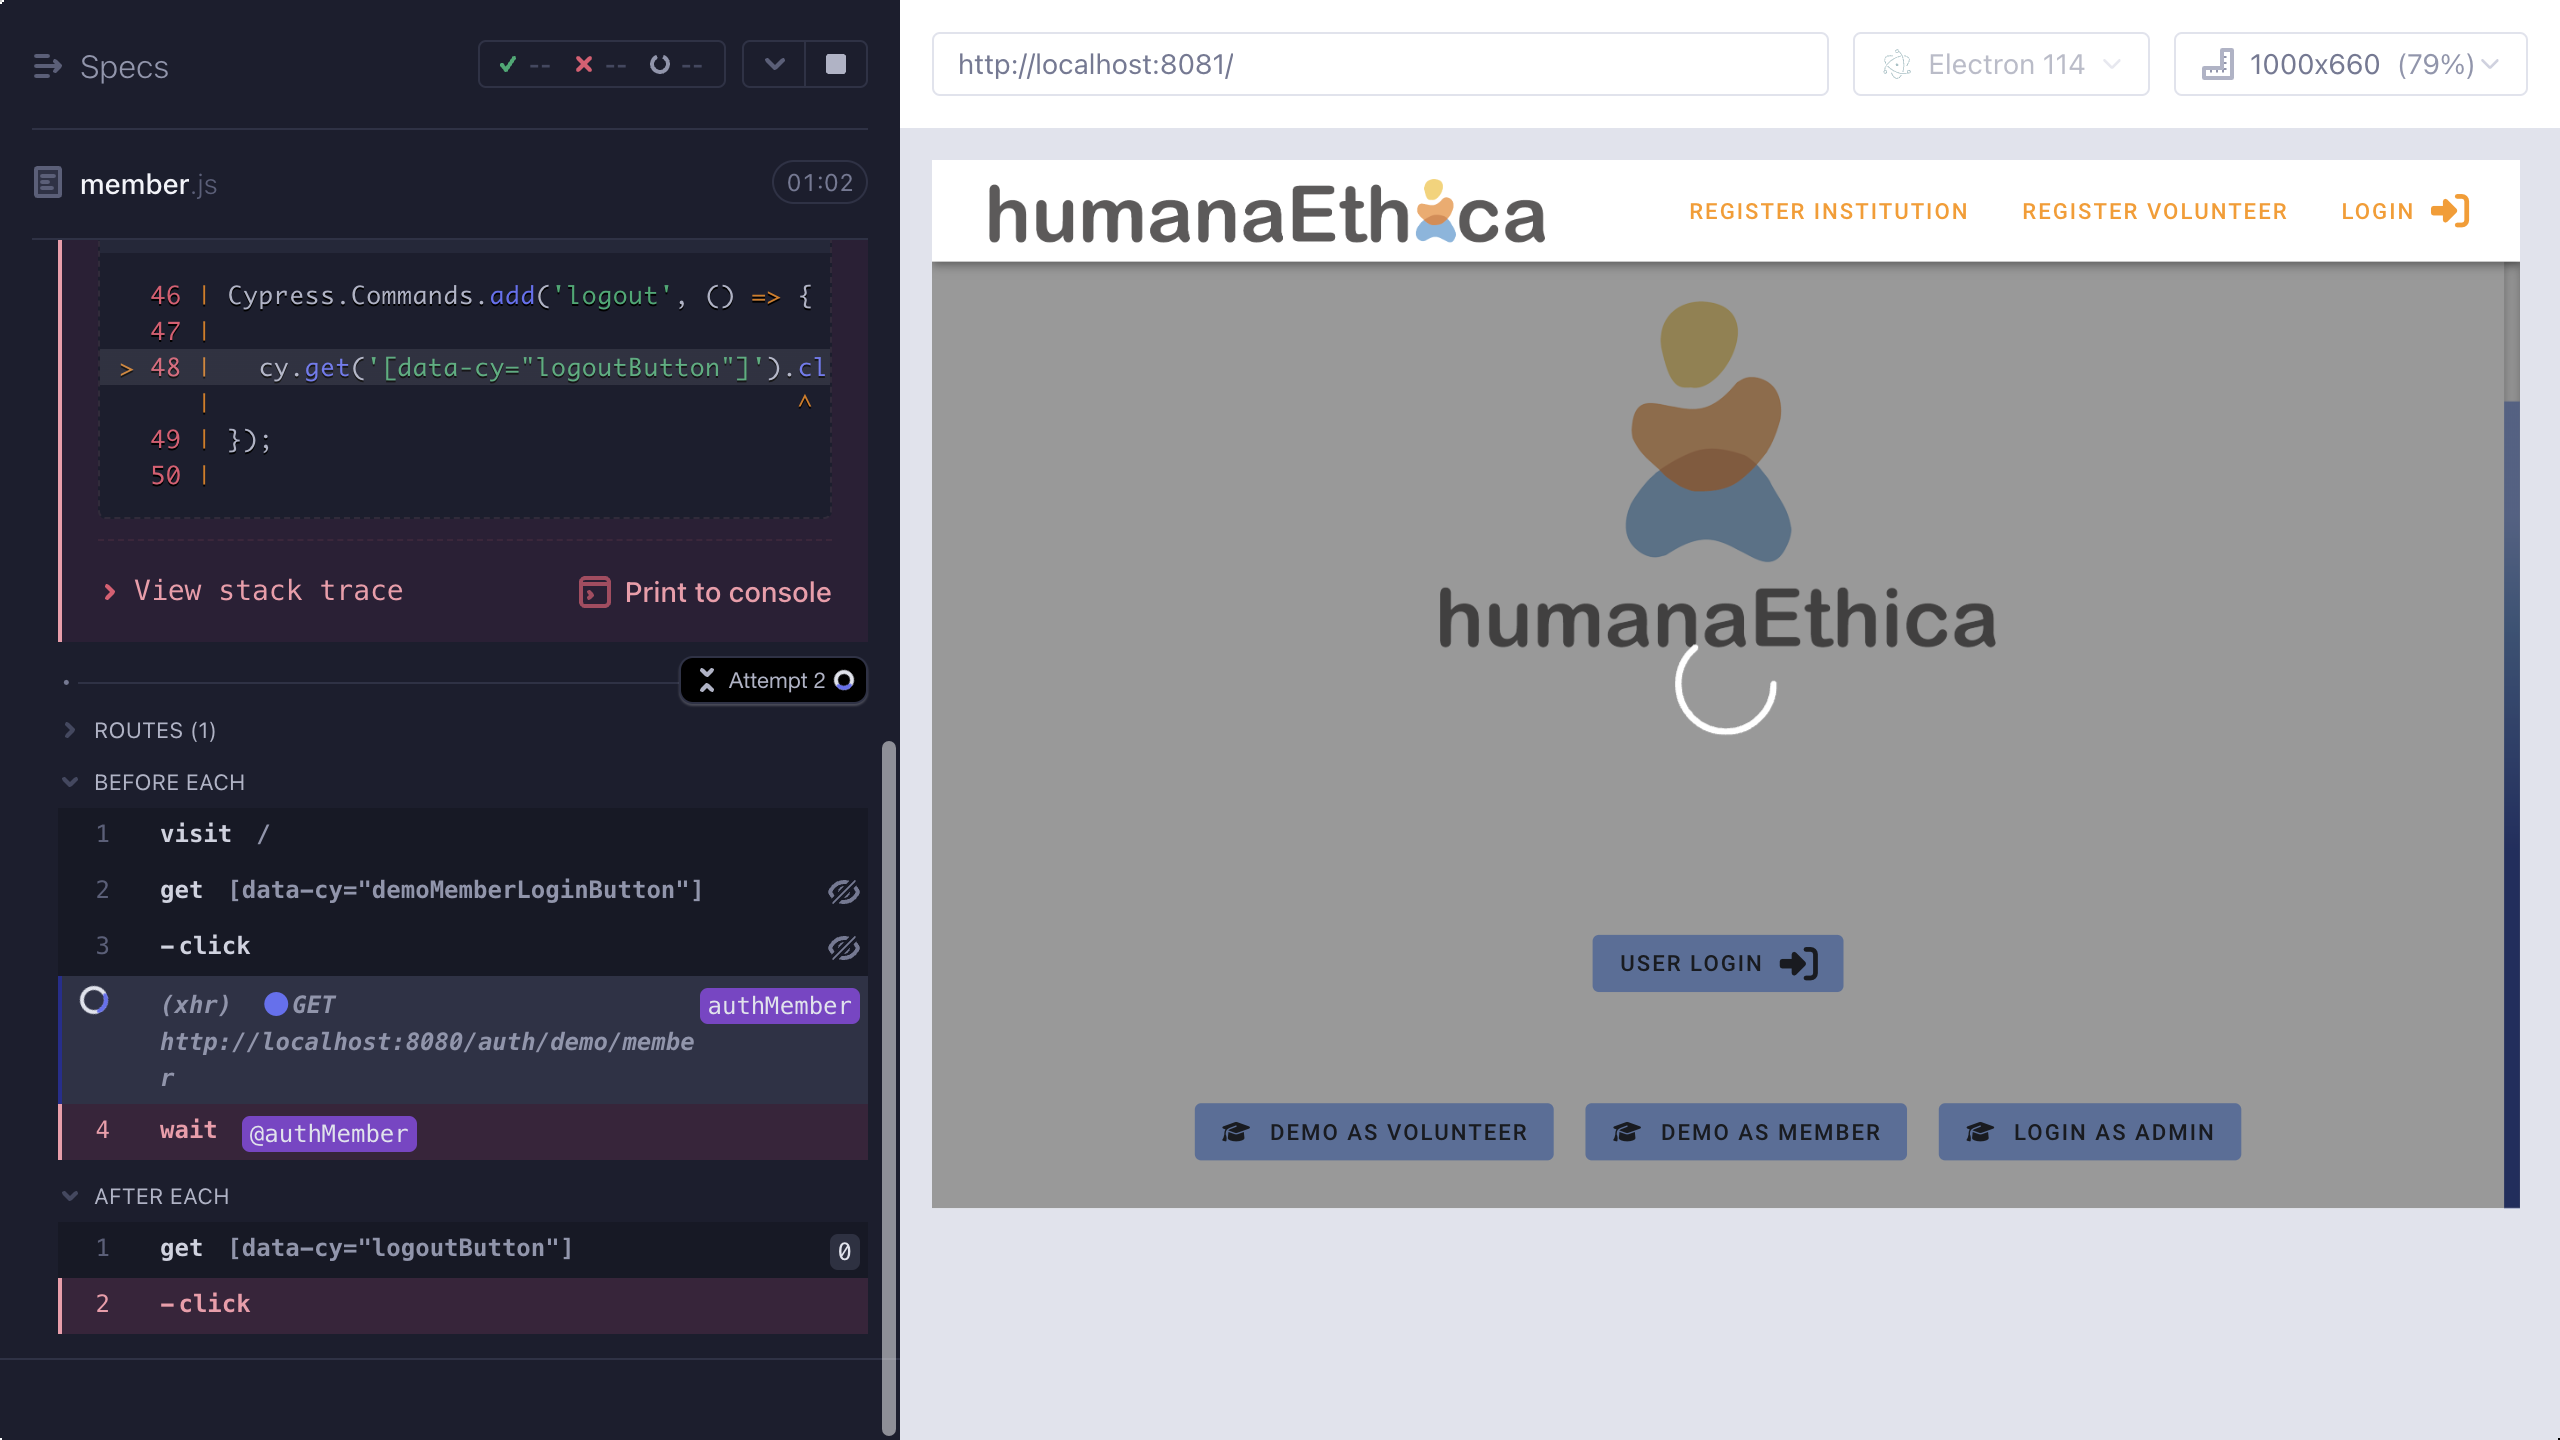 Specs
-- -- --
member.js
01:02
46 | Cypress.Commands.add('logout', () => {
47 |
> 48 | cy.get('[data-cy="logoutButton"]').cl
| ^
49 | });
50 |
View stack trace
Print to console
Attempt 2
ROUTES (1)
BEFORE EACH
1 visit /
2 get [data-cy="demoMemberLoginButton"]
3 -click
(xhr) GET authMember
http://localhost:8080/auth/demo/membe
r
4 wait @authMember
AFTER EACH
1 get [data-cy="logoutButton"] 0
2 -click
http://localhost:8081/
Electron 114
1000x660 (79%)
humanaEthica
REGISTER INSTITUTION
REGISTER VOLUNTEER
LOGIN
humanaEthica
USER LOGIN
DEMO AS VOLUNTEER
DEMO AS MEMBER
LOGIN AS ADMIN